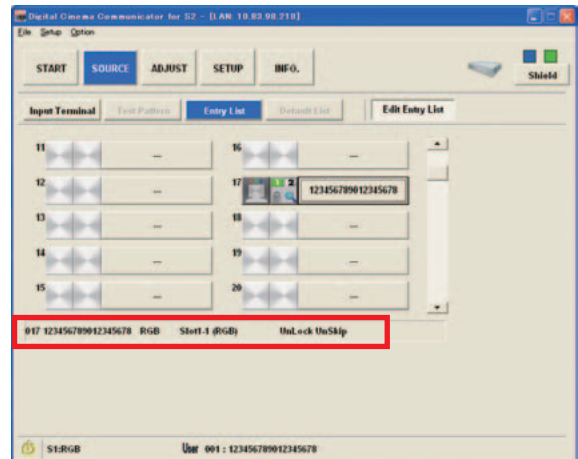 Digital Cinema Communicator for S2 - [LAN: 10.83.98.218]
File Setup Option
START SOURCE ADJUST SETUP INFO.
Shield
Input Terminal Test Pattern Entry List Default List Edit Entry List
11 -- 16 --
12 -- 17 1 2 123456789012345678
13 -- 18 --
14 -- 19 --
15 -- 20 --
017 123456789012345678 RGB Slot1-1 (RGB) UnLock UnSkip
S1:RGB User 001 : 123456789012345678